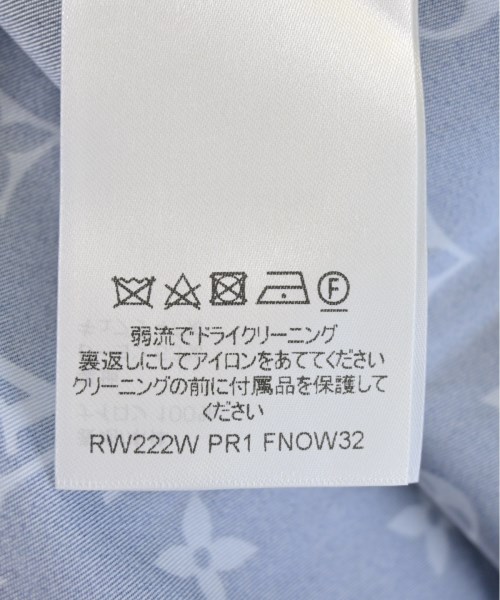 F
弱流でドライクリーニング
裏返しにしてアイロンをあててください
クリーニングの前に付属品を保護して
ください
RW222W PR1 FNOW32